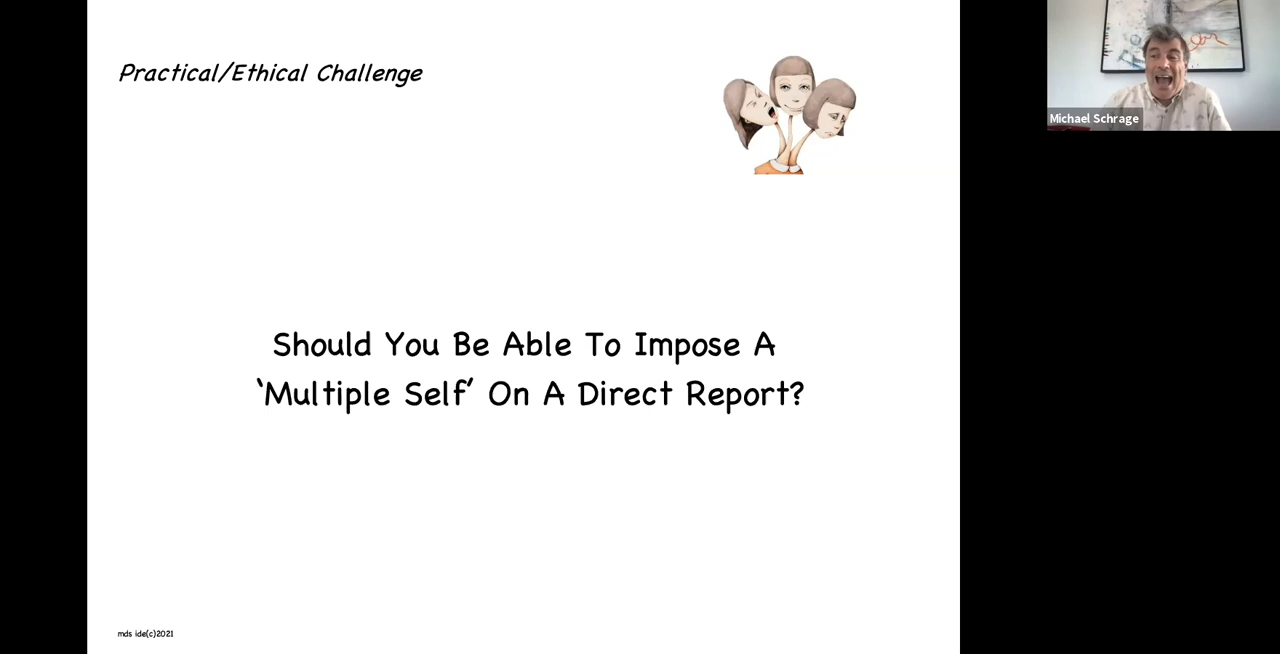 Practical/Ethical Challenge
Michael Schrage
Should You Be Able To Impose A
‘Multiple Self’ On A Direct Report?
mds ide(c)2021